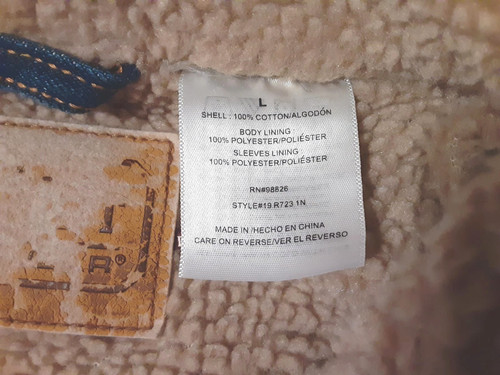 L
SHELL: 100% COTTON/ALGODÓN
BODY LINING
100% POLYESTER/POLIÉSTER
SLEEVES LINING
100% POLYESTER/POLIÉSTER
RN#98826
STYLE#19 R723 1N
MADE IN /HECHO EN CHINA
CARE ON REVERSE/VER EL REVERSO
L
R®